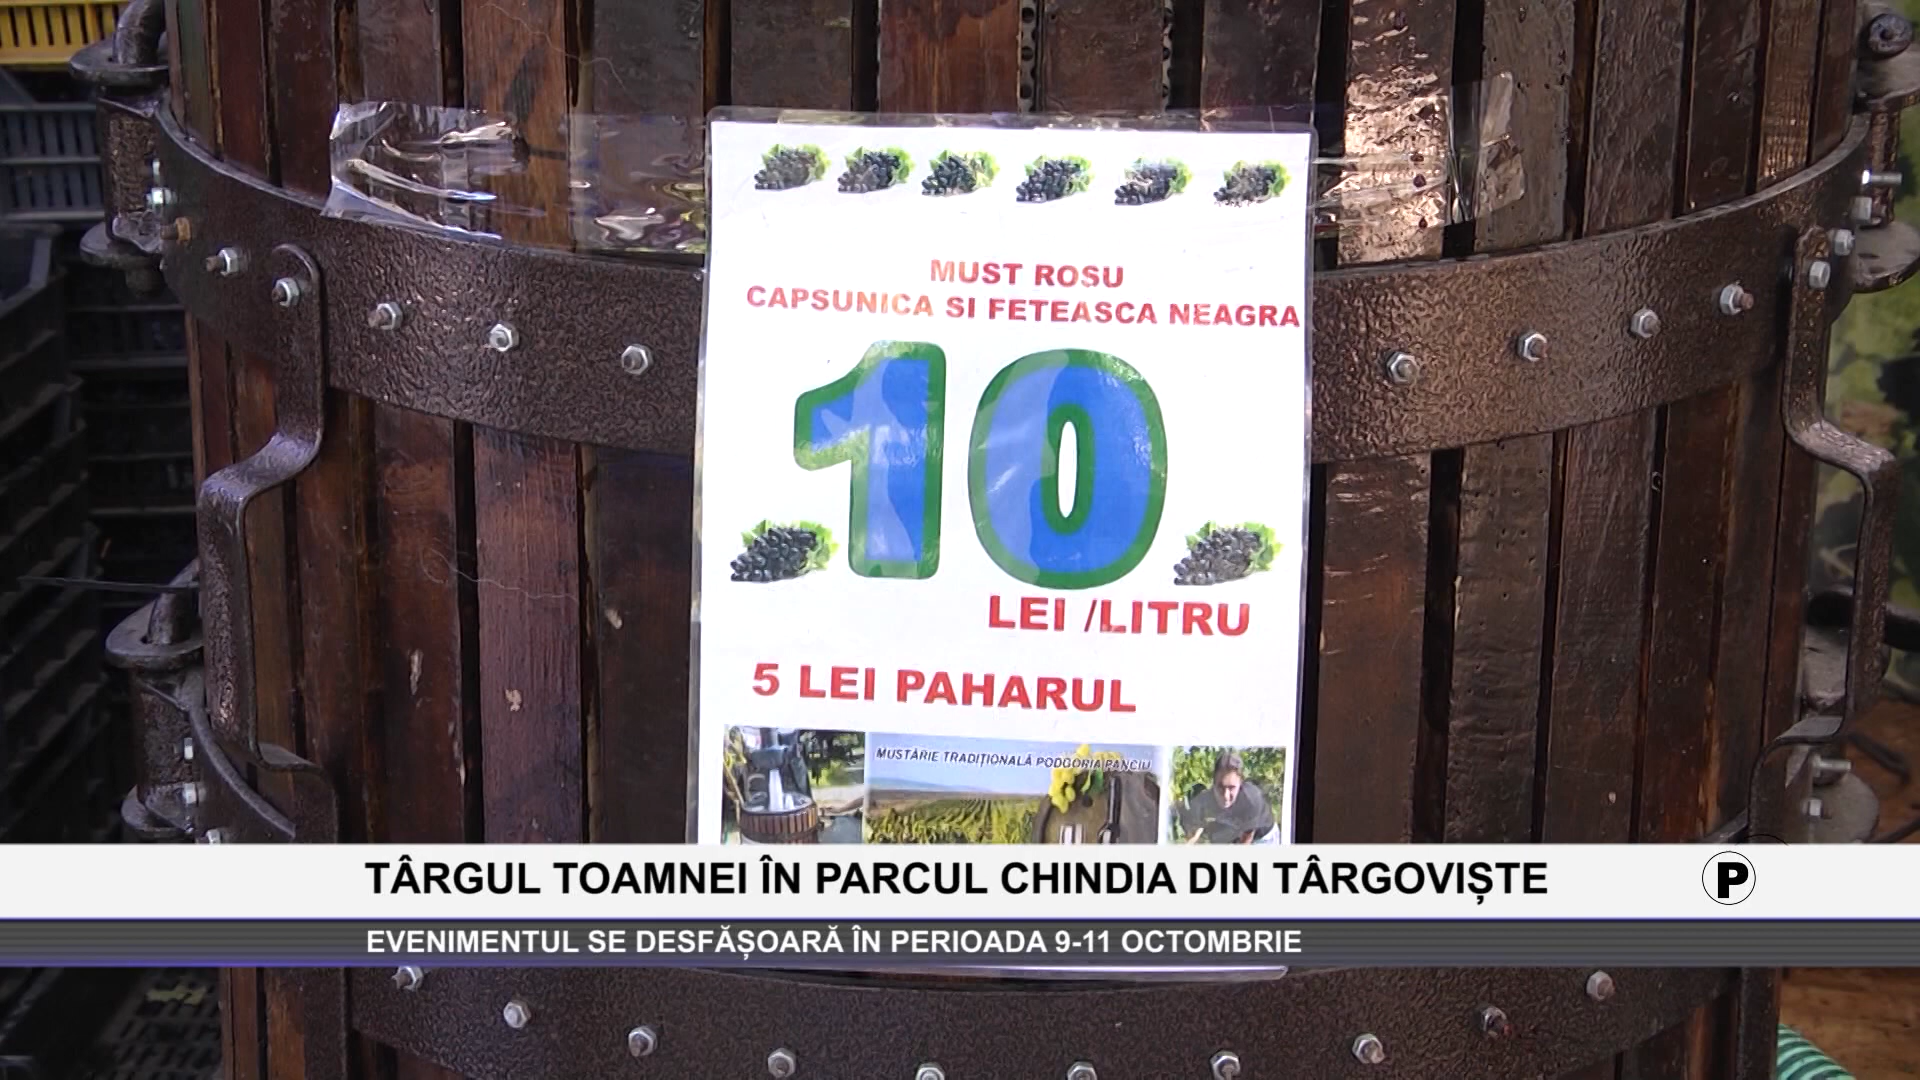 MUST ROSU
CAPSUNICA SI FETEASCA NEAGRA
10
LEI /LITRU
5 LEI PAHARUL
MUSTĂRIE TRADIȚIONALĂ PODGORIA PANCIU
TÂRGUL TOAMNEI ÎN PARCUL CHINDIA DIN TÂRGOVIȘTE
P
EVENIMENTUL SE DESFĂȘOARĂ ÎN PERIOADA 9-11 OCTOMBRIE